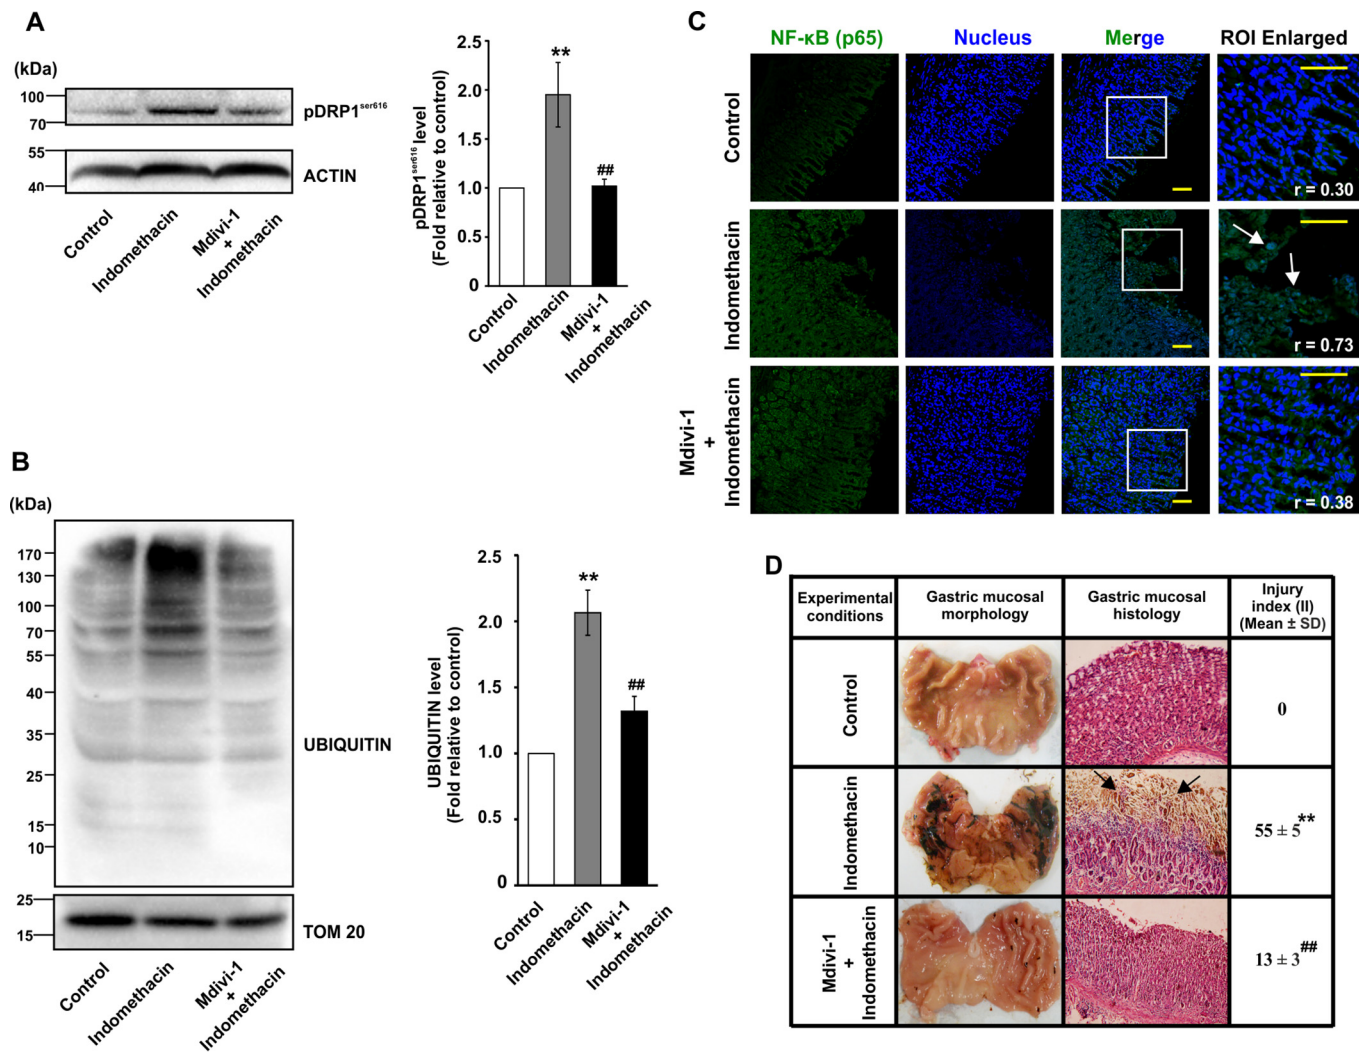 A
(kDa)
100
70
pDRP1ser616
55
40
ACTIN
Control
Indomethacin
Mdivi-1
+
Indomethacin
2.5
2.0
1.5
1.0
0.5
0
pDRP1ser616 level
(Fold relative to control)
**
##
Control
Indomethacin
Mdivi-1
+
Indomethacin
B
(kDa)
170
130
100
70
55
40
35
25
15
10
UBIQUITIN
25
15
TOM 20
Control
Indomethacin
Mdivi-1
+
Indomethacin
2.5
2.0
1.5
1.0
0.5
0
UBIQUITIN level
(Fold relative to control)
**
##
Control
Indomethacin
Mdivi-1
+
Indomethacin
C
NF-κB (p65)
Nucleus
Merge
ROI Enlarged
Control
r = 0.30
Indomethacin
r = 0.73
Mdivi-1
+
Indomethacin
r = 0.38
D
Experimental
conditions
Gastric mucosal
morphology
Gastric mucosal
histology
Injury
index (II)
(Mean ± SD)
Control
0
Indomethacin
55 ± 5**
Mdivi-1
+
Indomethacin
13 ± 3##